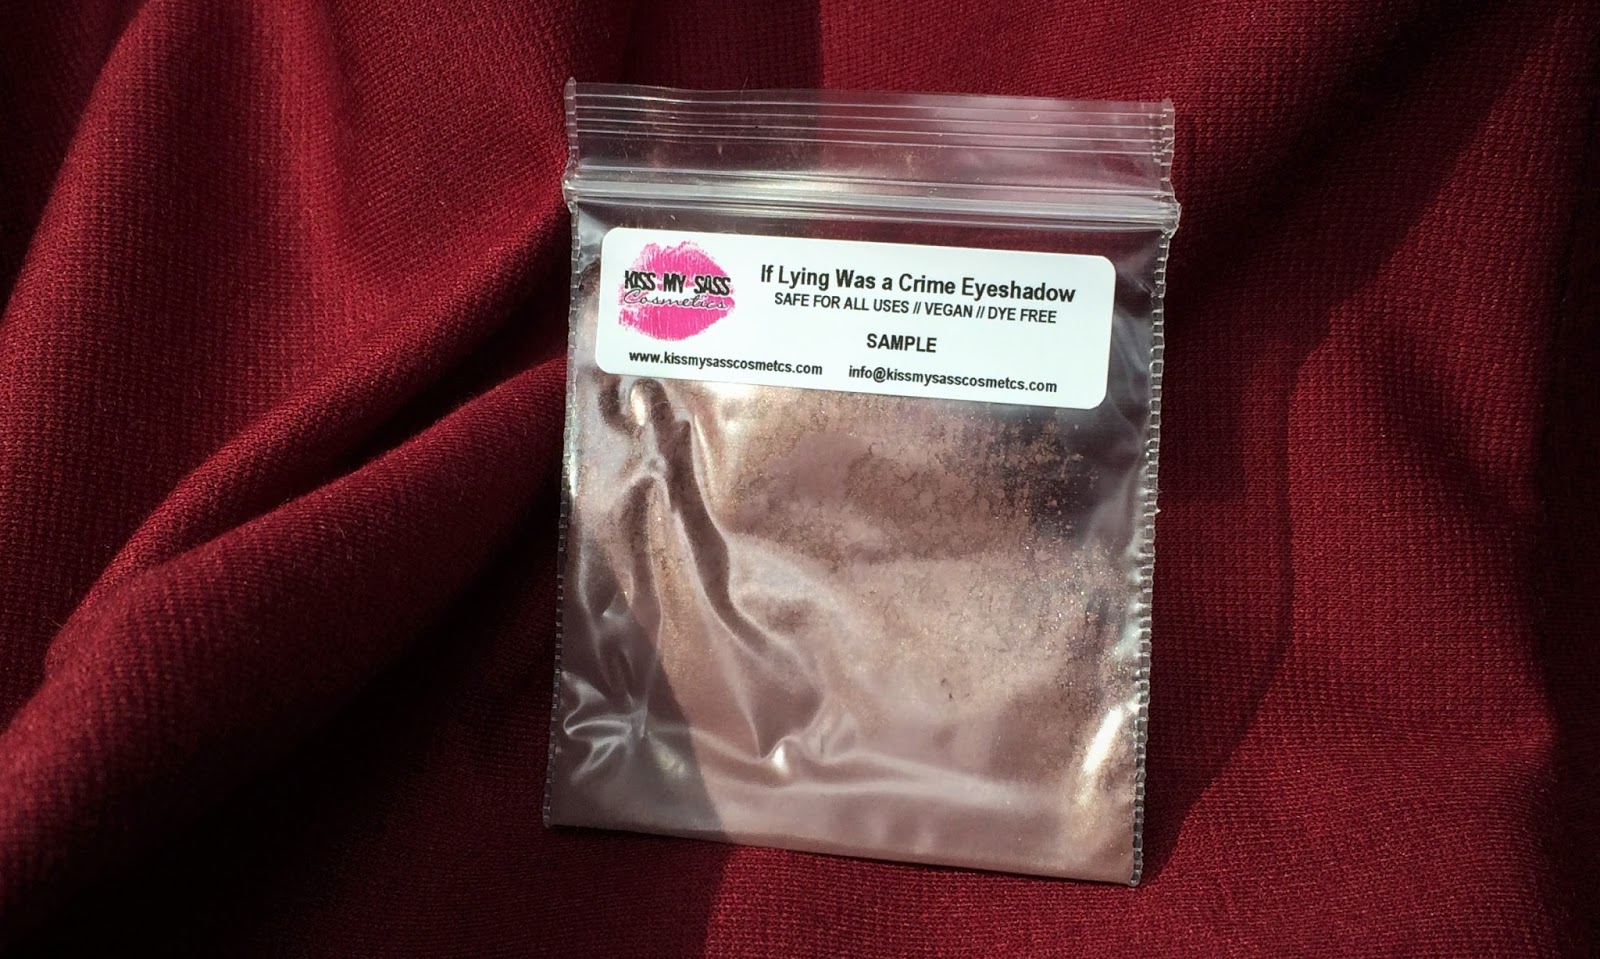 KISS MY SASS
Cosmetics
If Lying Was a Crime Eyeshadow
SAFE FOR ALL USES // VEGAN // DYE FREE
SAMPLE
www.kissmysasscosmetcs.com info@kissmysasscosmetcs.com